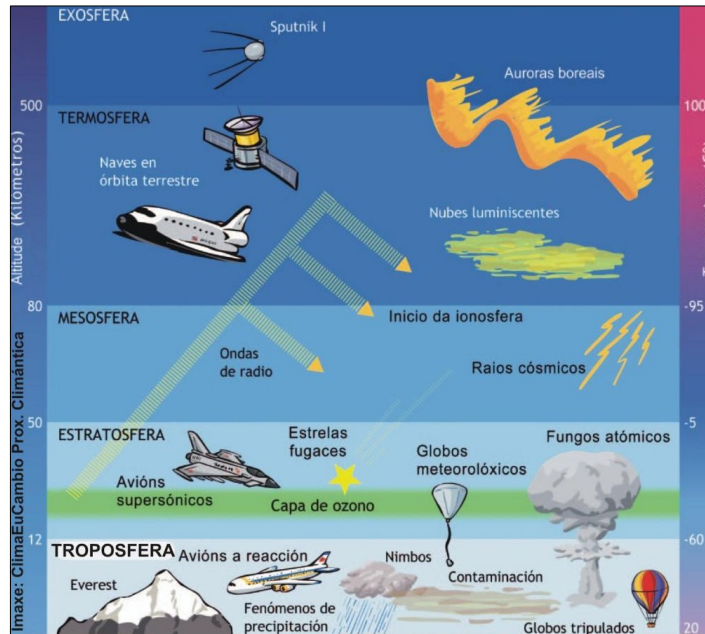 EXOSFERA
Sputnik I
Auroras boreais
500
100
TERMOSFERA
Naves en
órbita terrestre
Nubes luminiscentes
Altitude (Kilómetros)
80
-95
MESOSFERA
Inicio da ionosfera
Ondas
de radio
Raios cósmicos
50
-5
ESTRATOSFERA
Estrelas
fugaces
Fungos atómicos
Globos
meteorolóxicos
Avións
supersónicos
Capa de ozono
12
-60
TROPOSFERA
Avións a reacción
Nimbos
Everest
Contaminación
Fenómenos de
precipitación
Globos tripulados
20
Imaxe: ClimaEuCambio Prox. Climántica